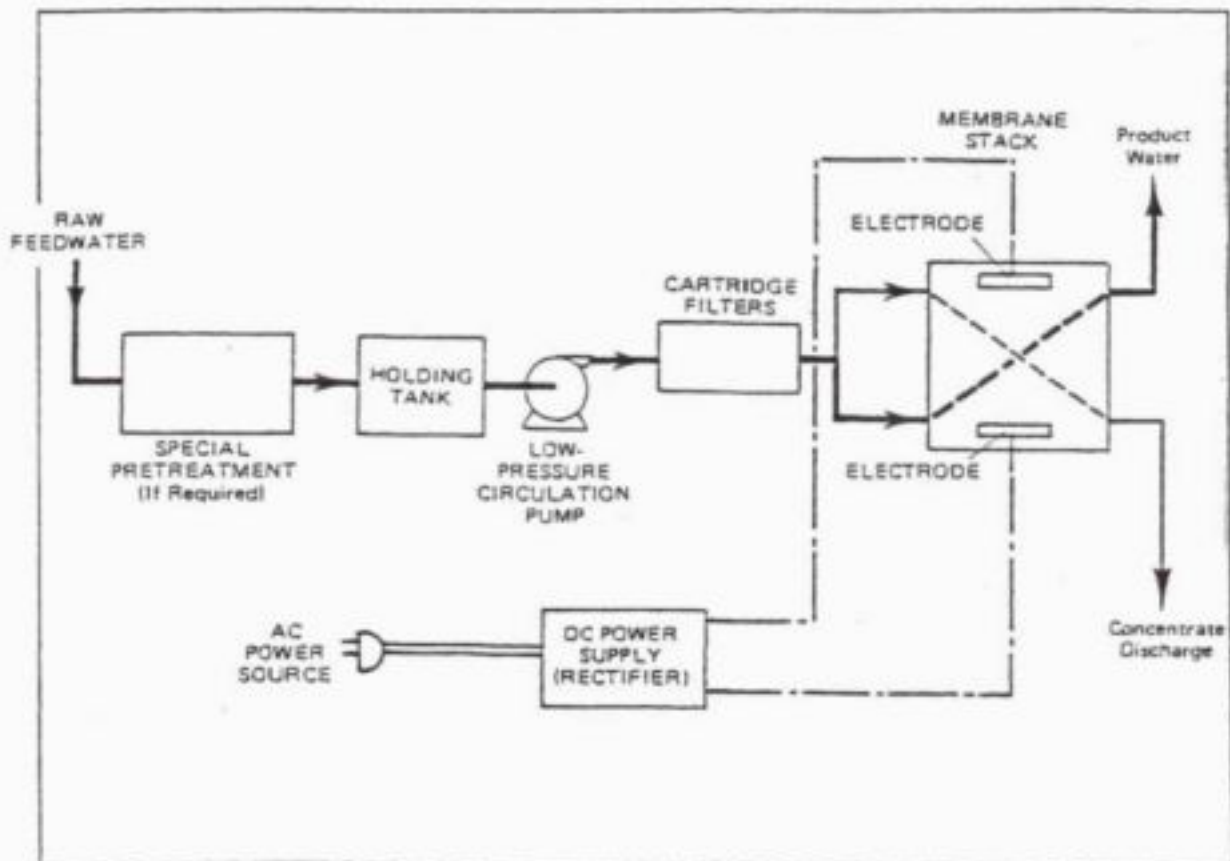 RAW
FEEDWATER
SPECIAL
PRETREATMENT
(If Required)
HOLDING
TANK
LOW-
PRESSURE
CIRCULATION
PUMP
CARTRIDGE
FILTERS
MEMBRANE
STACK
ELECTRODE
ELECTRODE
Product
Water
Concentrate
Discharge
AC
POWER
SOURCE
DC POWER
SUPPLY
(RECTIFIER)